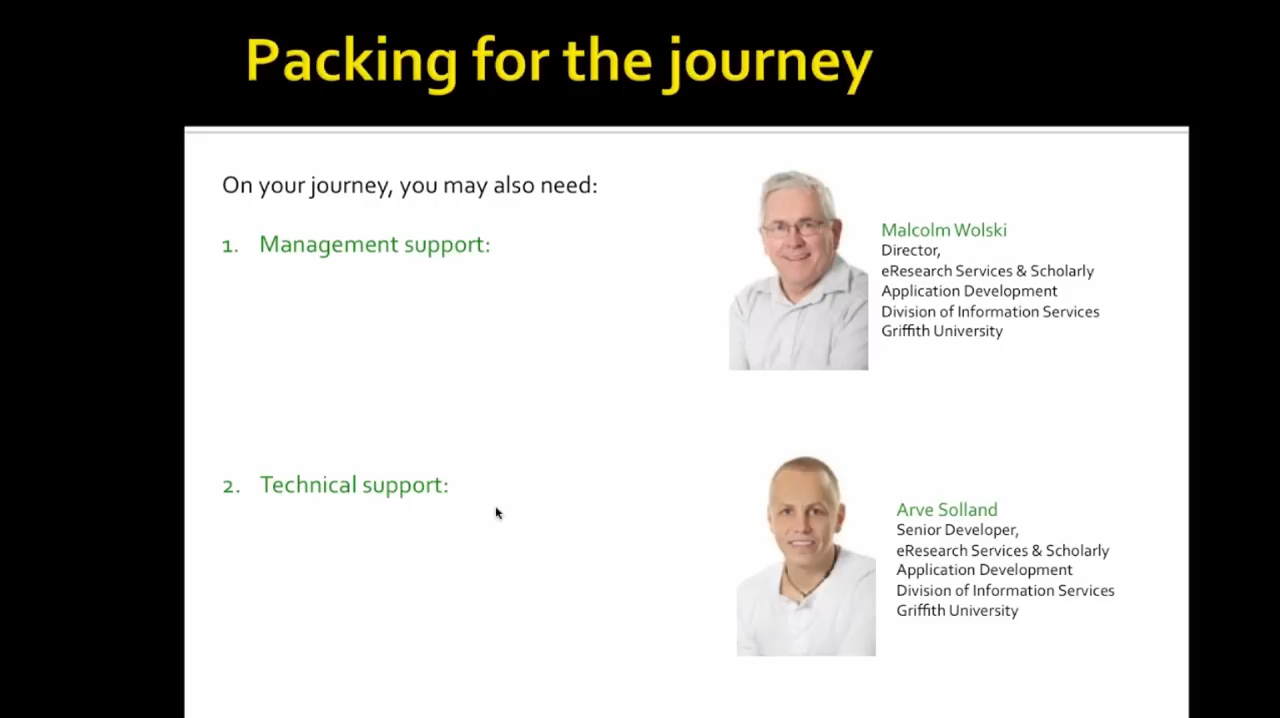 Packing for the journey
On your journey, you may also need:
1. Management support:
Malcolm Wolski
Director,
eResearch Services & Scholarly
Application Development
Division of Information Services
Griffith University
2. Technical support:
Arve Solland
Senior Developer,
eResearch Services & Scholarly
Application Development
Division of Information Services
Griffith University